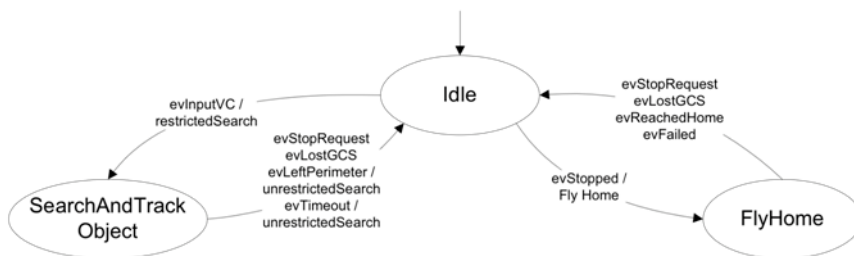 Idle
evInputVC /
restrictedSearch
evStopRequest
evLostGCS
evLeftPerimeter /
unrestrictedSearch
evTimeout /
unrestrictedSearch
evStopRequest
evLostGCS
evReachedHome
evFailed
evStopped /
Fly Home
SearchAndTrack
Object
FlyHome